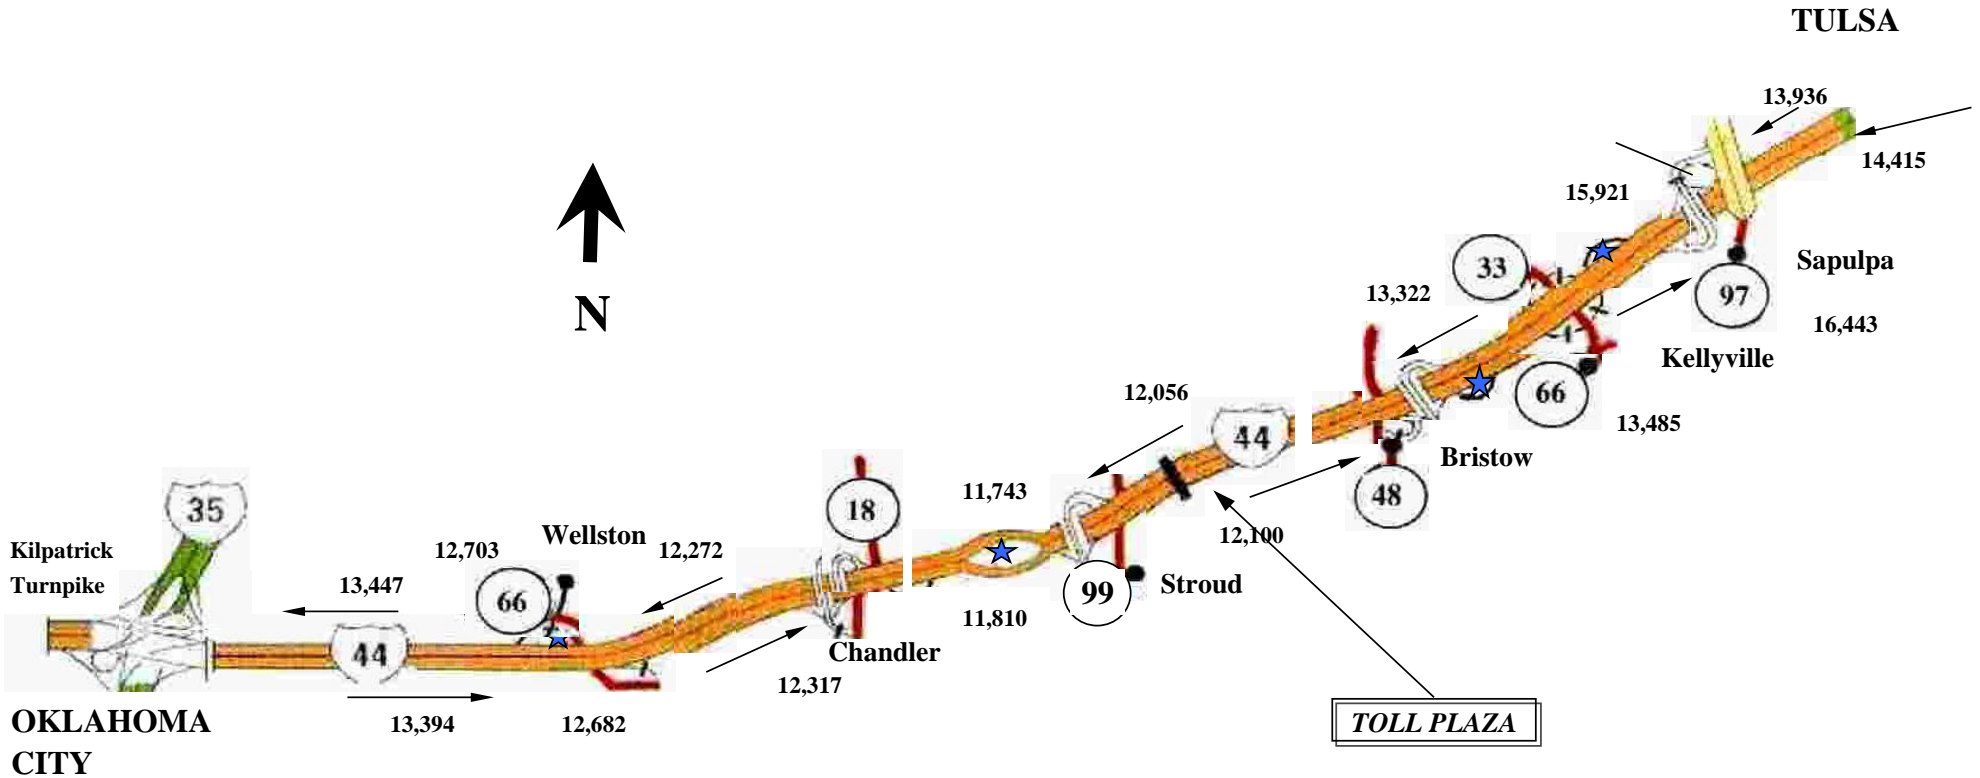 TULSA
13,936
14,415
15,921
Sapulpa
33
97
13,322
16,443
Kellyville
12,056
66
13,485
44
Bristow
48
11,743
18
35
Wellston
12,100
Kilpatrick
Turnpike
12,703
12,272
13,447
66
99
Stroud
11,810
44
Chandler
12,317
13,394
12,682
TOLL PLAZA
OKLAHOMA
CITY
N